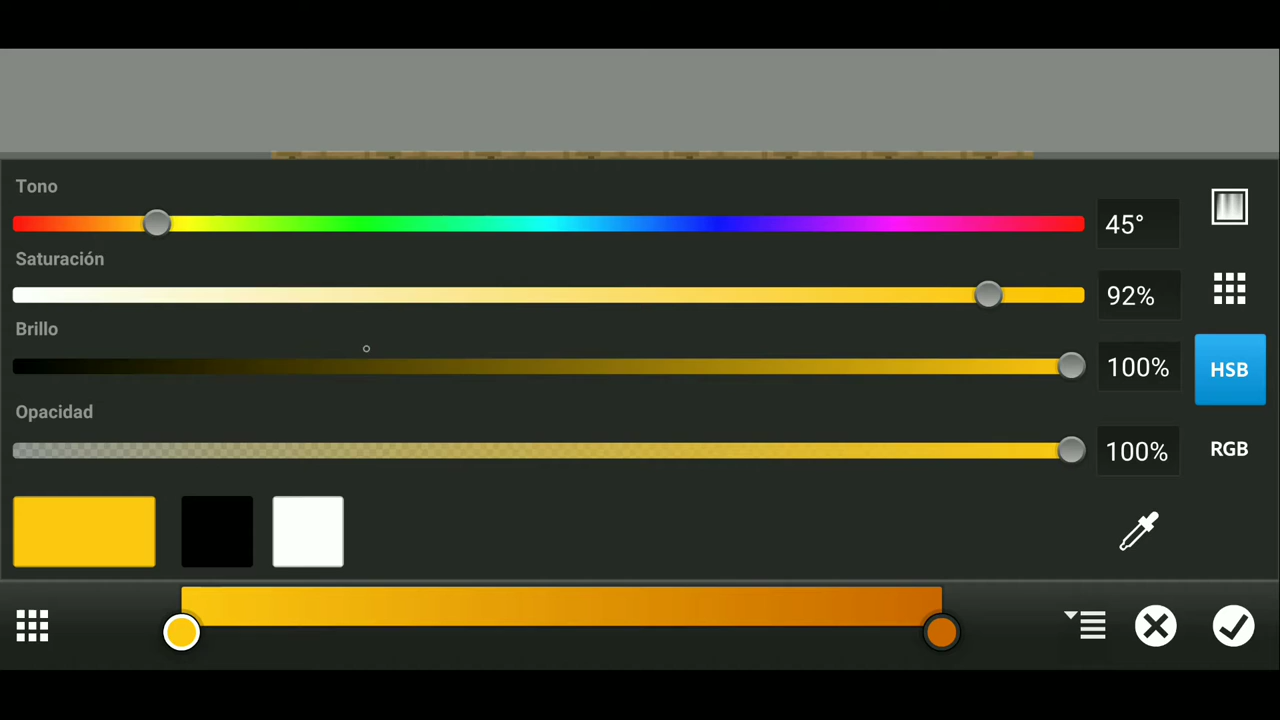 Tono
45°
Saturación
92%
Brillo
100%
HSB
Opacidad
100%
RGB